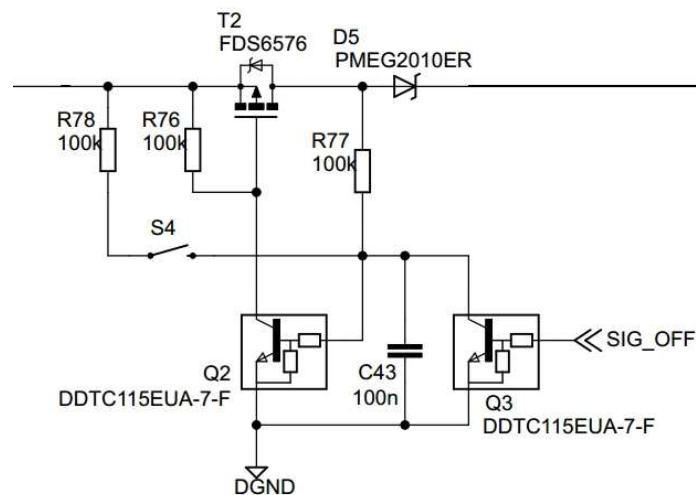 T2
FDS6576
D5
PMEG2010ER
R78
100k
R76
100k
R77
100k
S4
SIG_OFF
Q2
DDTC115EUA-7-F
C43
100n
Q3
DDTC115EUA-7-F
DGND